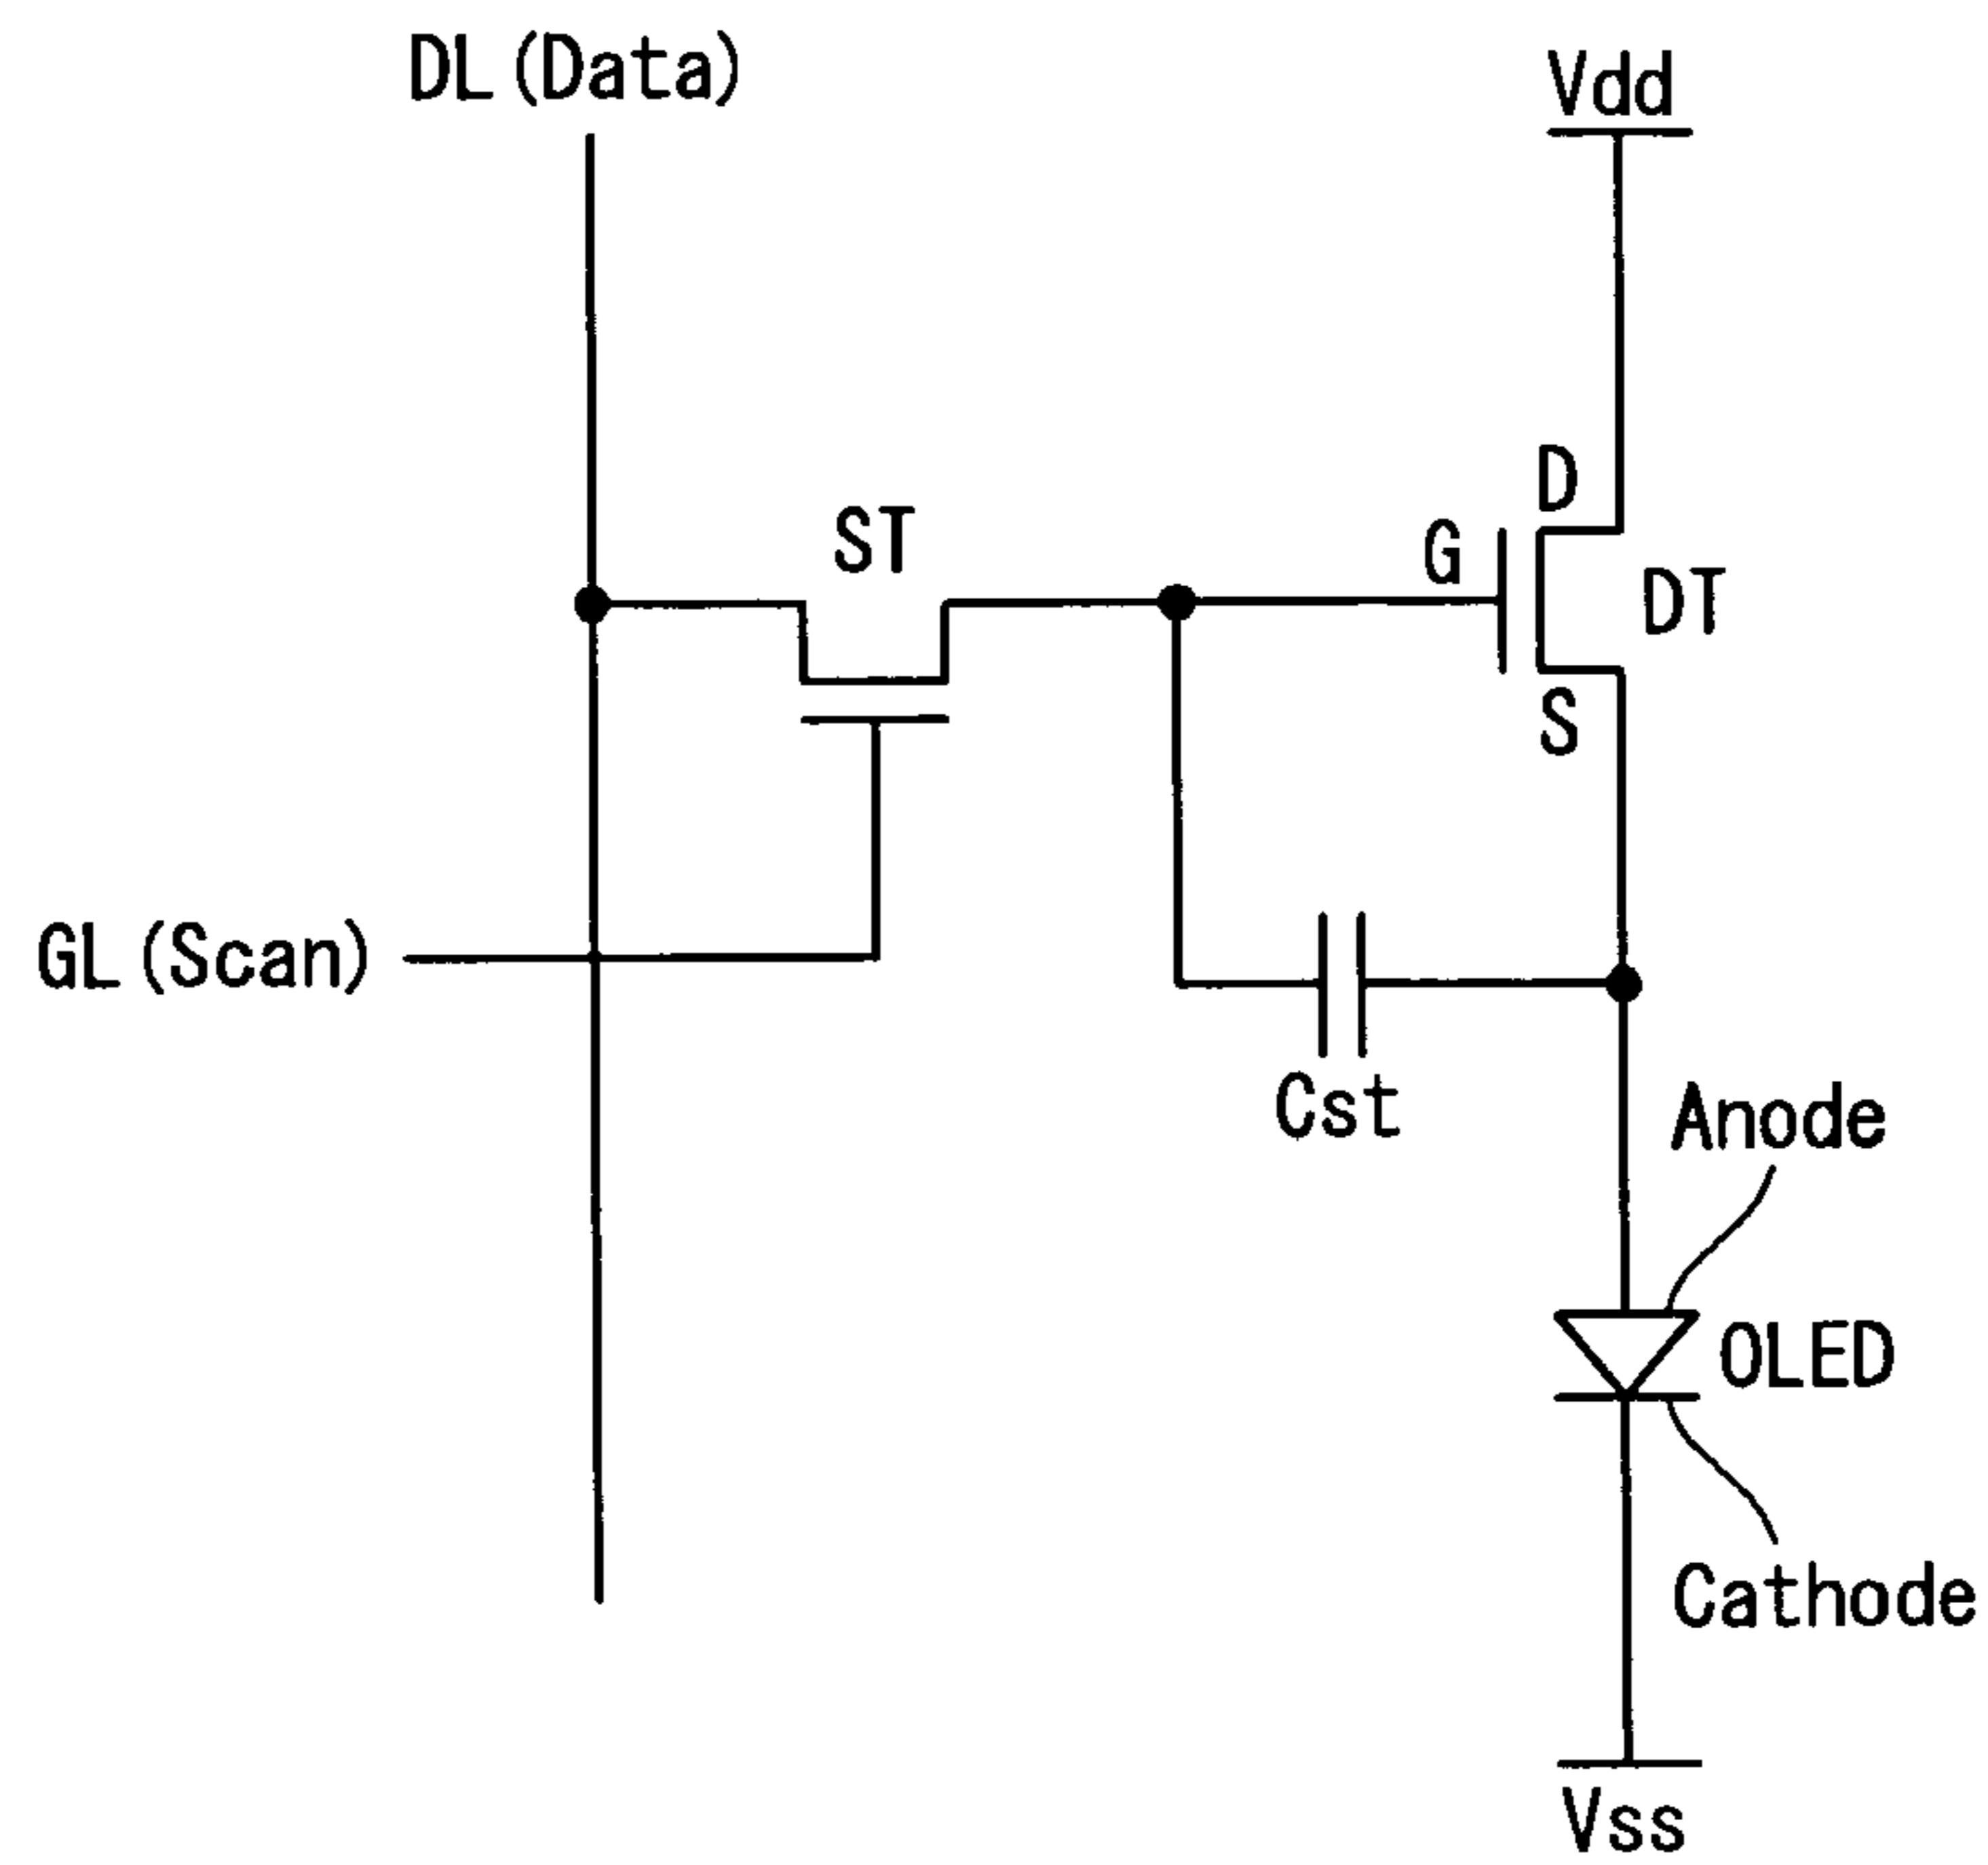 DL(Data)
Vdd
D
ST
G
DT
S
GL(Scan)
Cst
Anode
OLED
Cathode
Vss